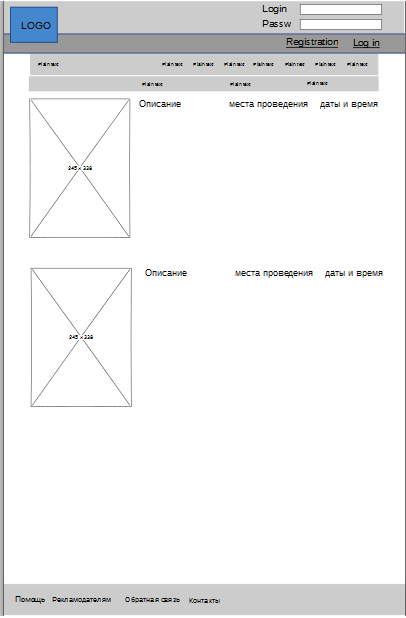 Login
LOGO
Passw
Registration Log in
Plain text Plain text Plain text Plain text Plain text Plain text Plain text Plain text
Plain text Plain text Plain text
Описание места проведения даты и время
245 x 338
Описание места проведения даты и время
245 x 338
Помощь Рекламодателям Обратная связь Контакты